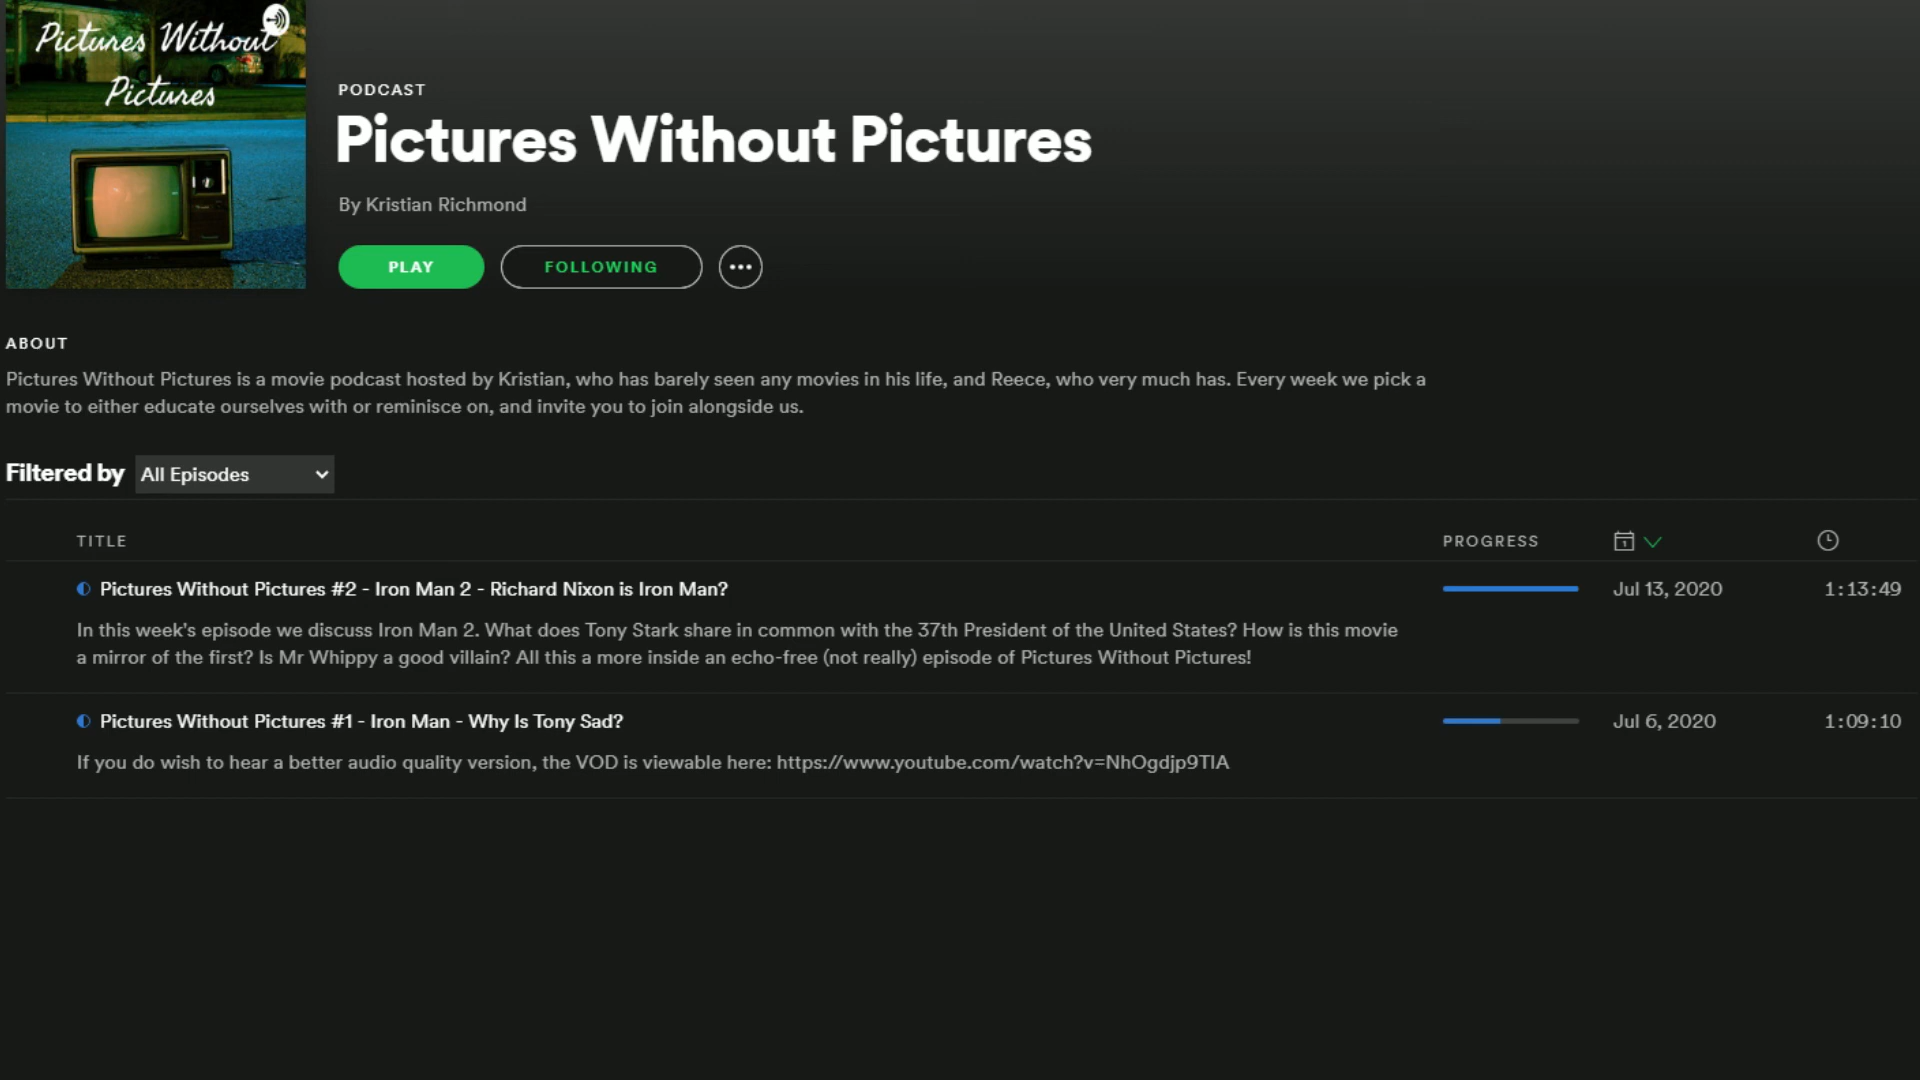 Pictures Without
Pictures
PODCAST
Pictures Without Pictures
By Kristian Richmond
PLAY
FOLLOWING
ABOUT
Pictures Without Pictures is a movie podcast hosted by Kristian, who has barely seen any movies in his life, and Reece, who very much has. Every week we pick a
movie to either educate ourselves with or reminisce on, and invite you to join alongside us.
Filtered by All Episodes
TITLE PROGRESS
Pictures Without Pictures #2 - Iron Man 2 - Richard Nixon is Iron Man? Jul 13, 2020 1:13:49
In this week's episode we discuss Iron Man 2. What does Tony Stark share in common with the 37th President of the United States? How is this movie
a mirror of the first? Is Mr Whippy a good villain? All this a more inside an echo-free (not really) episode of Pictures Without Pictures!
Pictures Without Pictures #1 - Iron Man - Why Is Tony Sad? Jul 6, 2020 1:09:10
If you do wish to hear a better audio quality version, the VOD is viewable here: https://www.youtube.com/watch?v=NhOgdjp9TIA